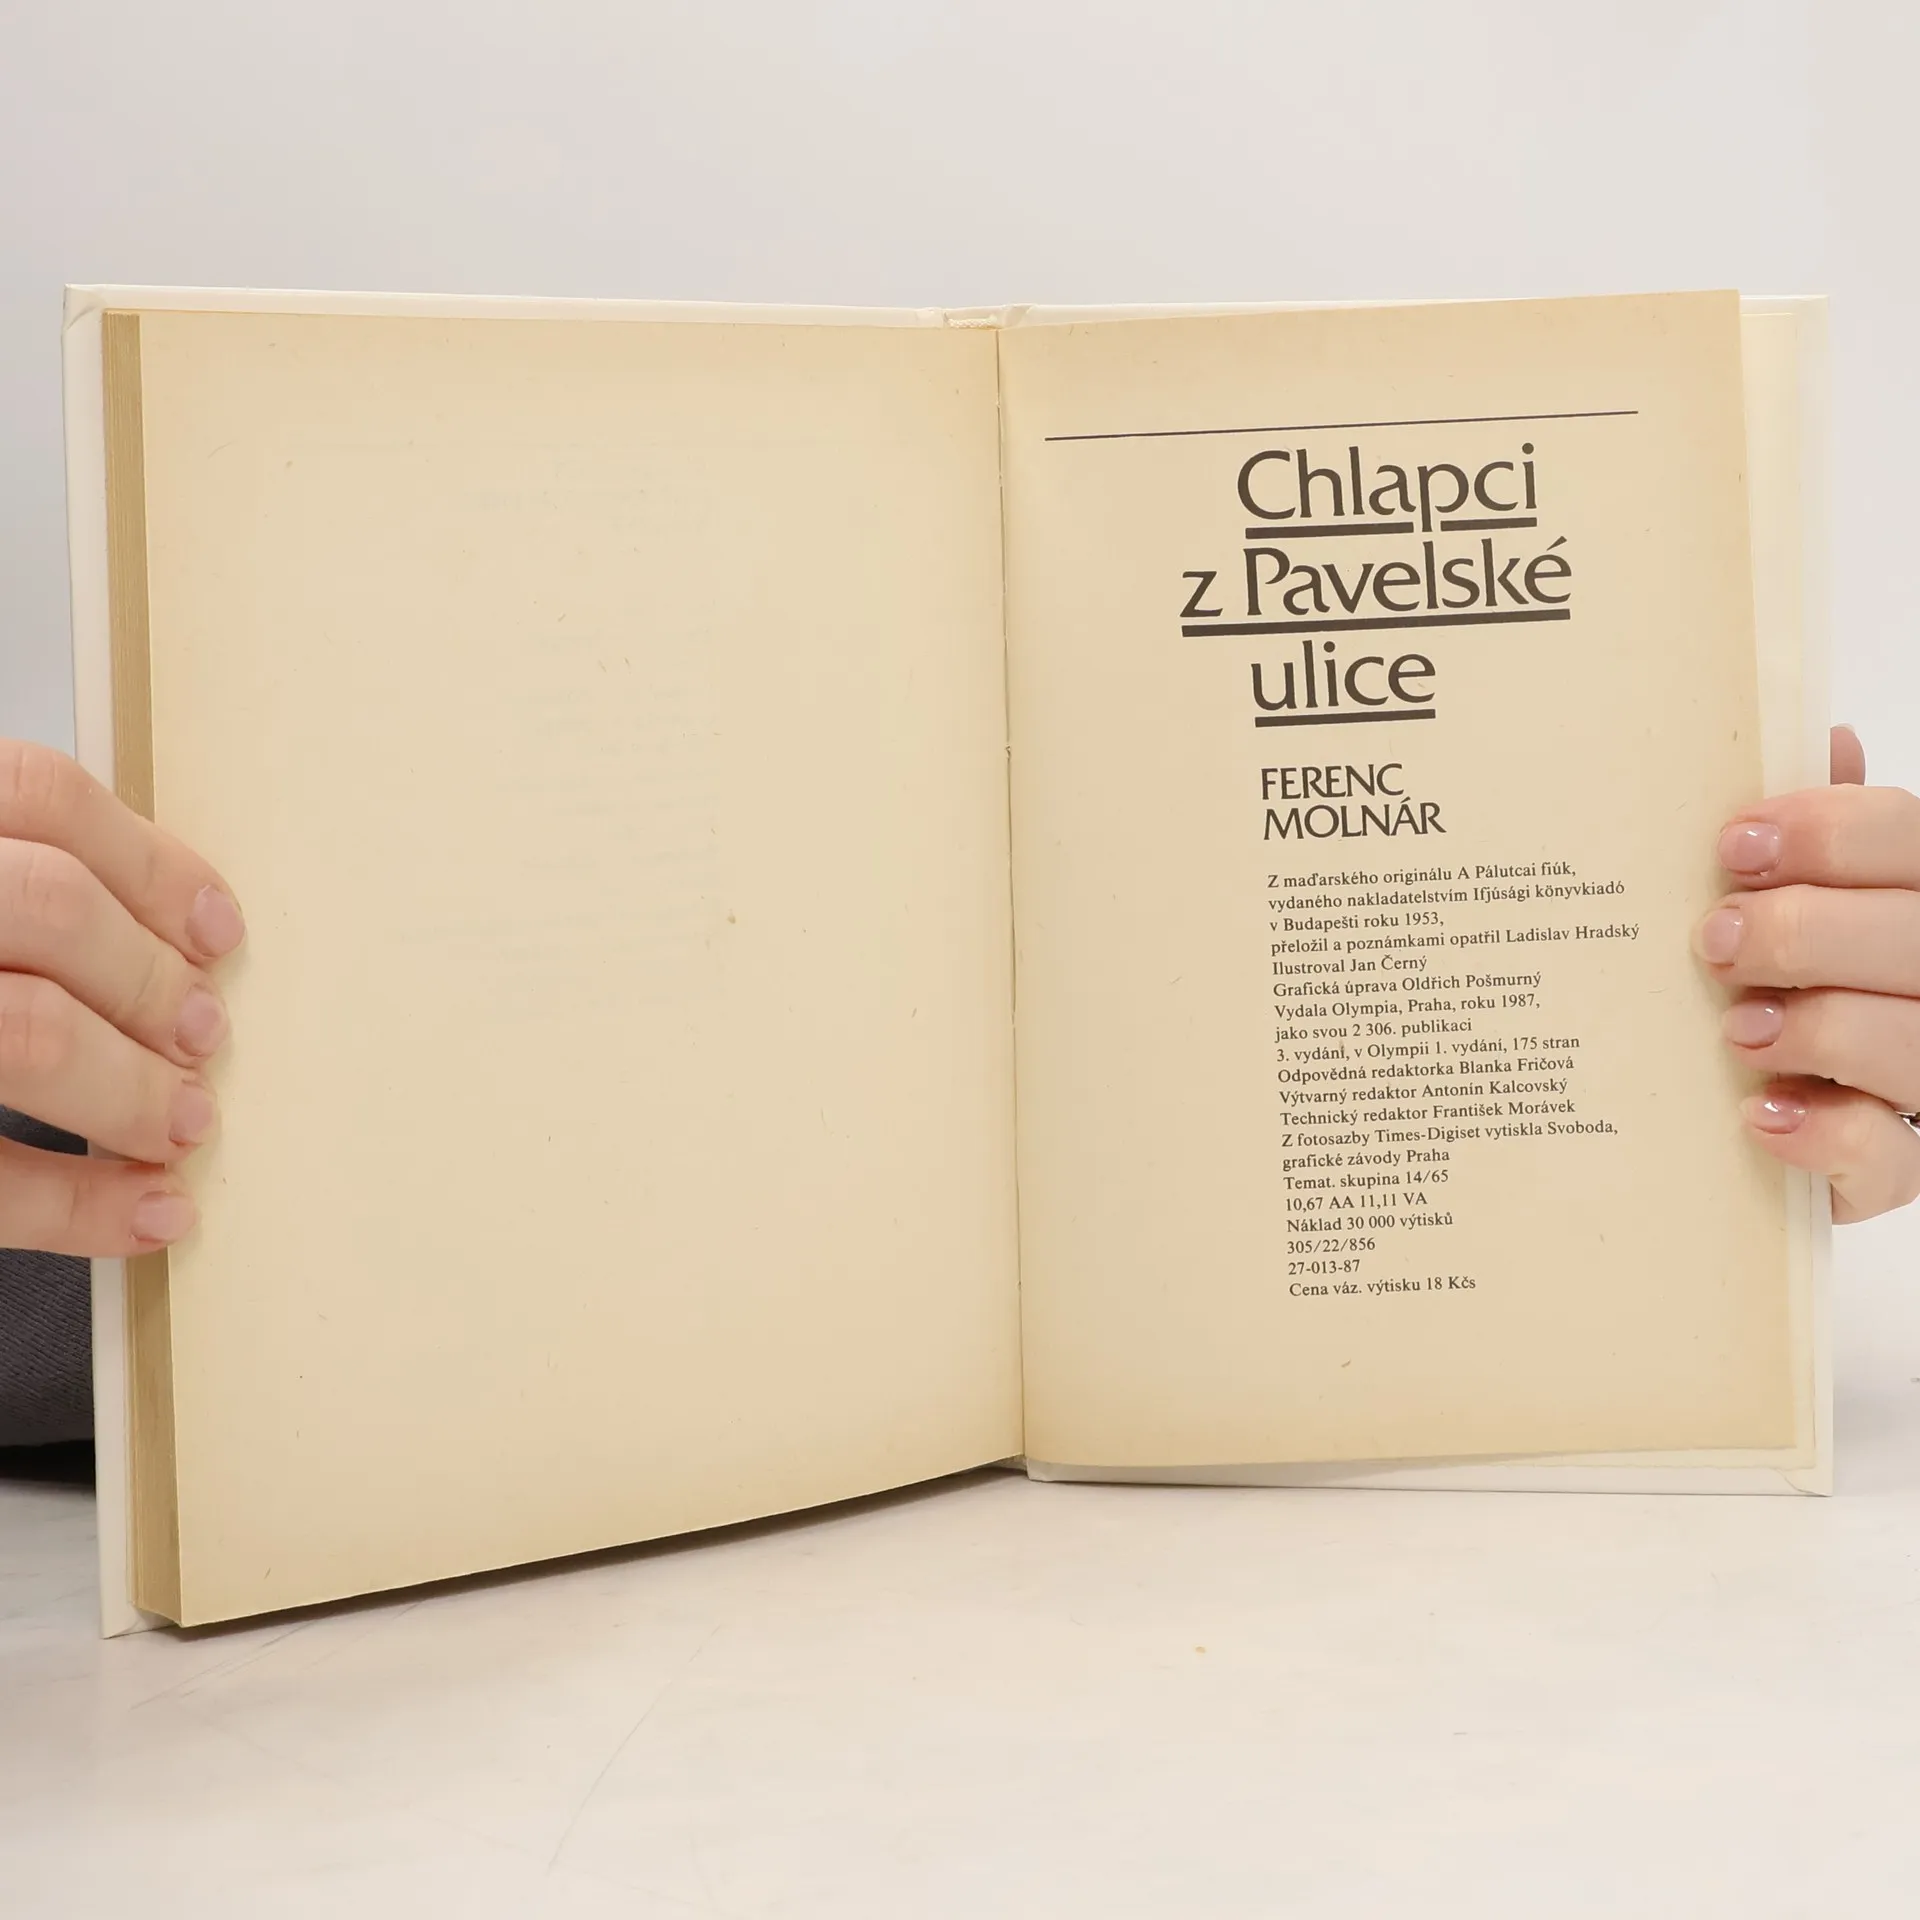 Chlapci
z Pavelské
ulice
FERENC
MOLNÁR
Z maďarského originálu A Pálutcai fiúk,
vydaného nakladatelstvím Ifjúsági könyvkiadó
v Budapešti roku 1953,
přeložil a poznámkami opatřil Ladislav Hradský
Ilustroval Jan Černý
Grafická úprava Oldřich Pošmurný
Vydala Olympia, Praha, roku 1987,
jako svou 2 306. publikaci
3. vydání, v Olympii 1. vydání, 175 stran
Odpovědná redaktorka Blanka Fričová
Výtvarný redaktor Antonín Kalcovský
Technický redaktor František Morávek
Z fotosazby Times-Digiset vytiskla Svoboda,
grafické závody Praha
Temat. skupina 14/65
10,67 AA 11,11 VA
Náklad 30 000 výtisků
305/22/856
27-013-87
Cena váz. výtisku 18 Kčs